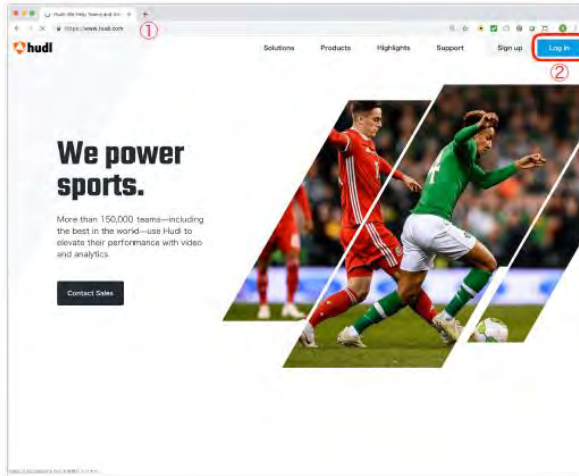 https://www.hudl.com
①
hudl
Solutions Products Highlights Support Sign up Log in
②
We power
sports.
More than 150,000 teams—including
the best in the world—use Hudl to
elevate their performance with video
and analytics.
Contact Sales